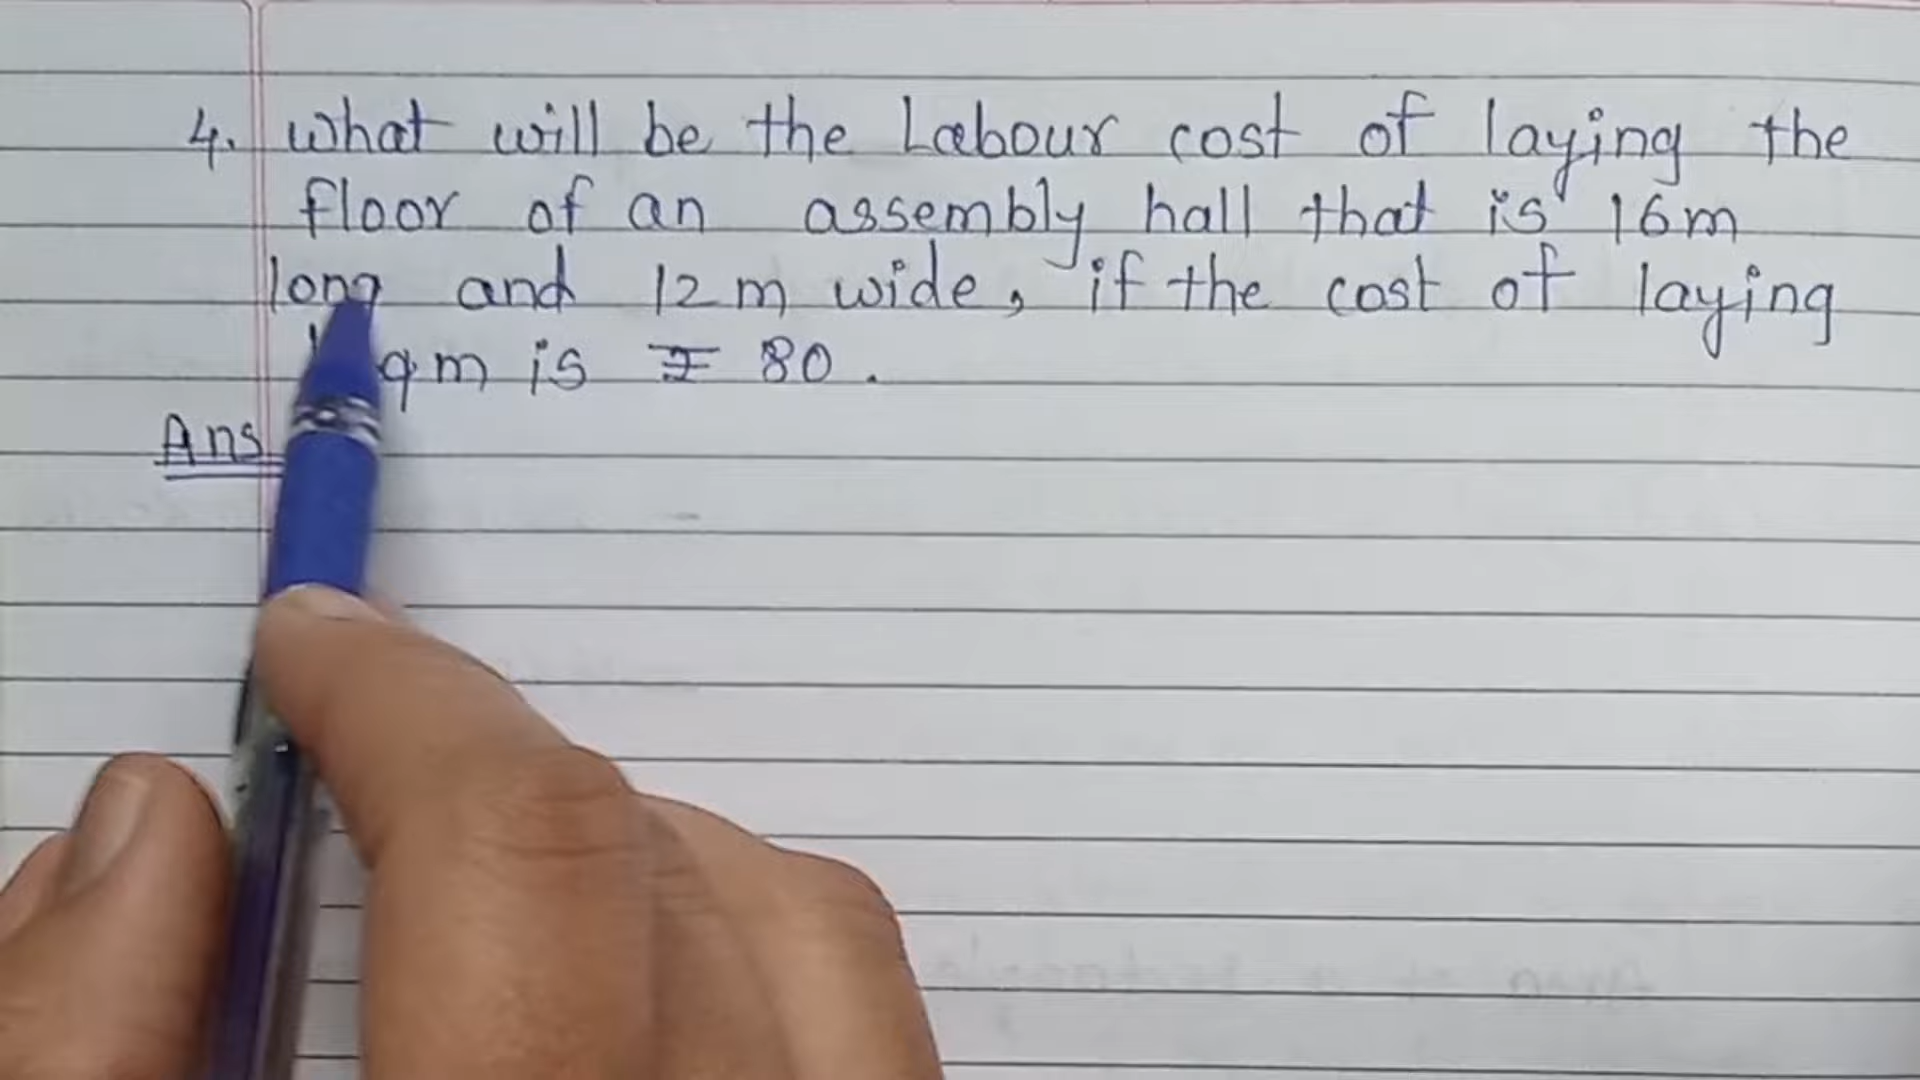 4. what will be the Labour cost of laying the
floor of an assembly hall that is 16m
long and 12 m wide, if the cost of laying
qm is ₹ 80.
Ans